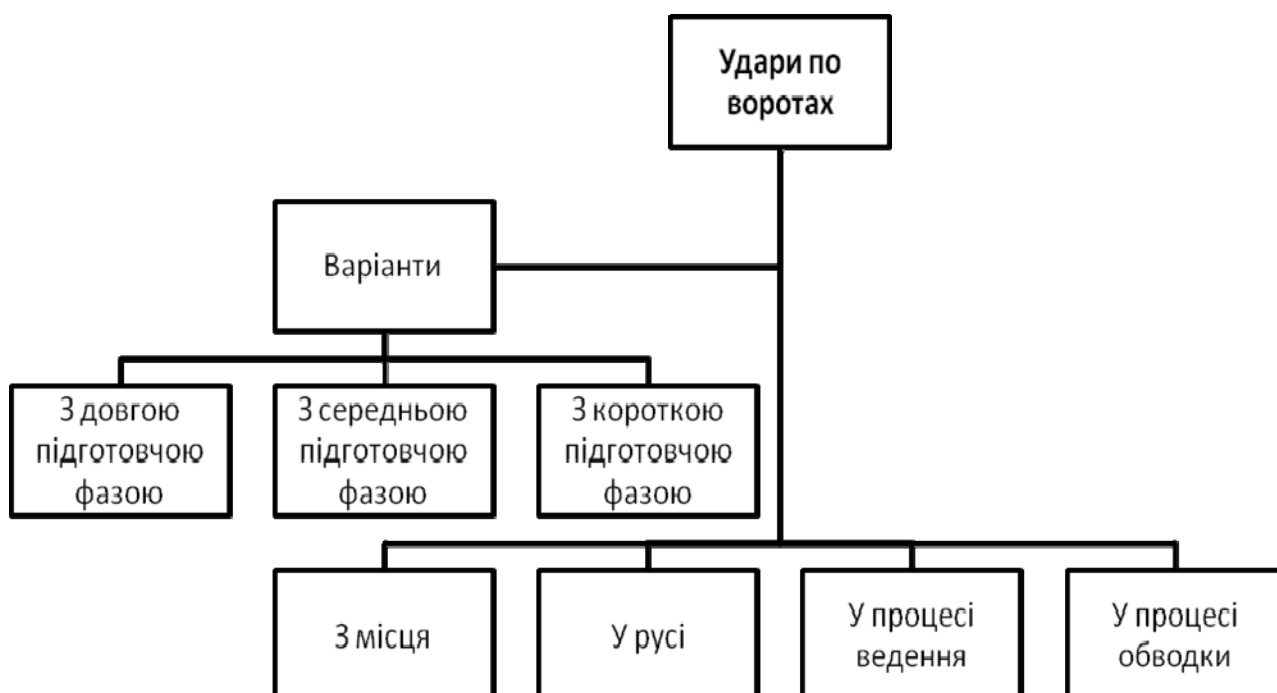 Удари по
воротах
Варіанти
З довгою
підготовчою
фазою
З середньою
підготовчою
фазою
З короткою
підготовчою
фазою
З місця
У русі
У процесі
ведення
У процесі
обводки